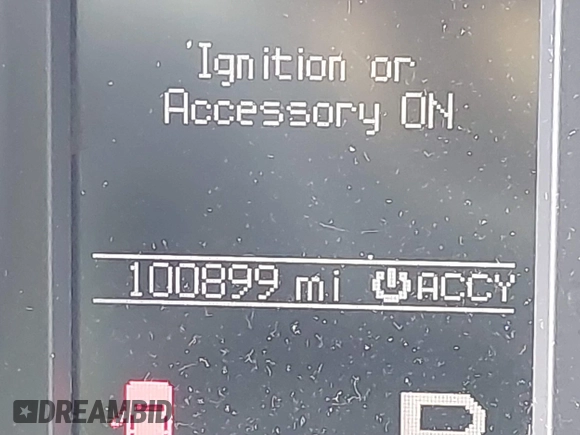 Ignition or
Accessory ON
100899 mi ACCY
DREAMBID